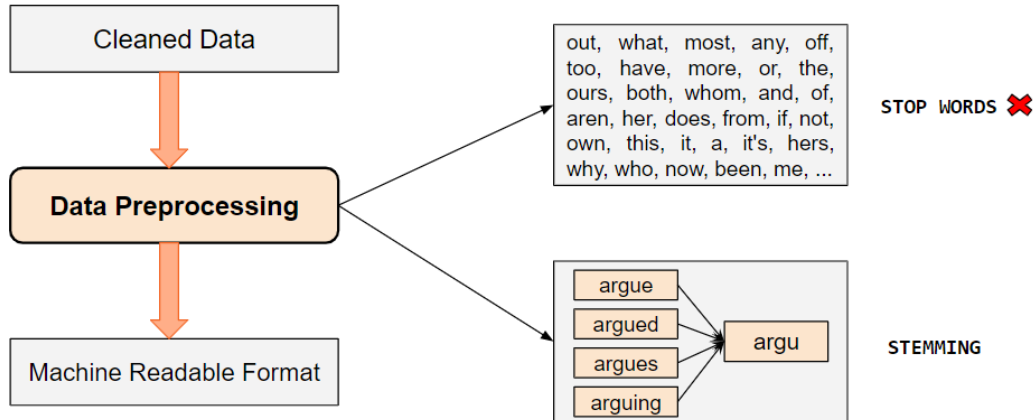 Cleaned Data
out, what, most, any, off,
too, have, more, or, the,
ours, both, whom, and, of,
aren, her, does, from, if, not,
own, this, it, a, it's, hers,
why, who, now, been, me, ...
STOP WORDS
Data Preprocessing
argue
argued
argues
arguing
argu
STEMMING
Machine Readable Format